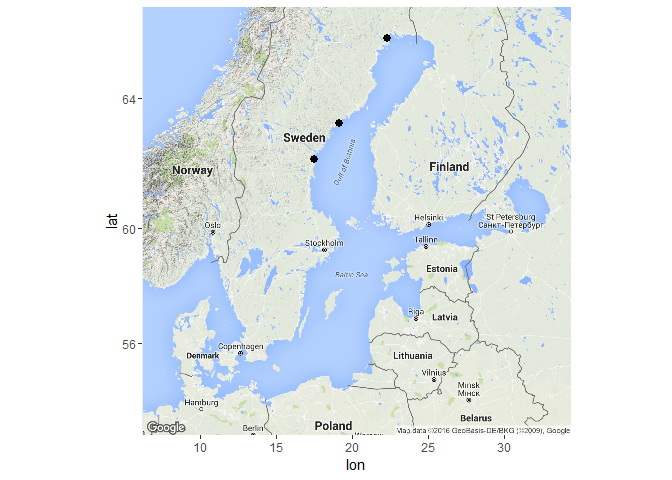 64
Sweden
Gulf of Bothnia
Norway
Finland
Helsinki
St Petersburg
Санкт-Петербург
Oslo
60
lat
Stockholm
Tallinn
Estonia
Baltic Sea
Riga
Latvia
56
Copenhagen
Denmark
Lithuania
Vilnius
Minsk
Мінск
Hamburg
Berlin
Poland
Warsaw
Belarus
Google
Map data ©2016 GeoBasis-DE/BKG (©2009), Google
10
15
20
25
30
lon